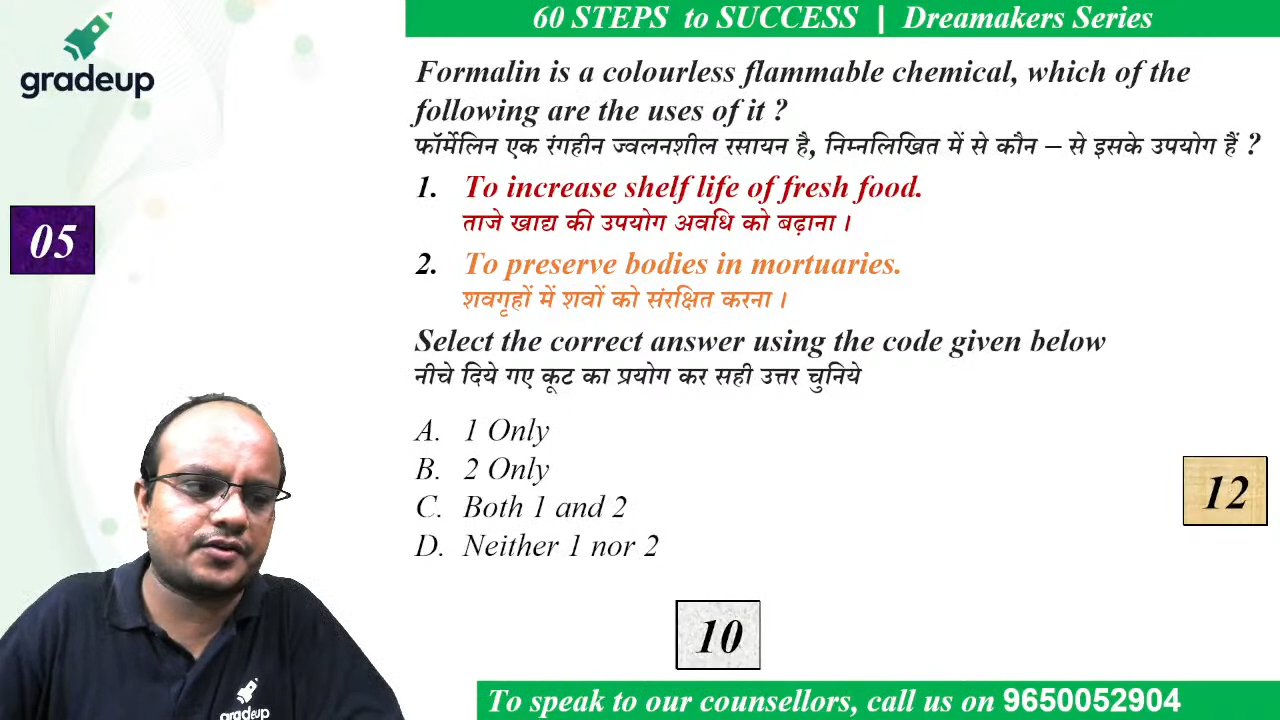 60 STEPS to SUCCESS | Dreamakers Series
gradeup
Formalin is a colourless flammable chemical, which of the
following are the uses of it ?
फॉर्मेलिन एक रंगहीन ज्वलनशील रसायन है, निम्नलिखित में से कौन – से इसके उपयोग हैं ?
1. To increase shelf life of fresh food.
ताजे खाद्य की उपयोग अवधि को बढ़ाना ।
05
2. To preserve bodies in mortuaries.
शवगृहों में शवों को संरक्षित करना ।
Select the correct answer using the code given below
नीचे दिये गए कूट का प्रयोग कर सही उत्तर चुनिये
A. 1 Only
B. 2 Only
C. Both 1 and 2
D. Neither 1 nor 2
12
10
gradeup
To speak to our counsellors, call us on 9650052904